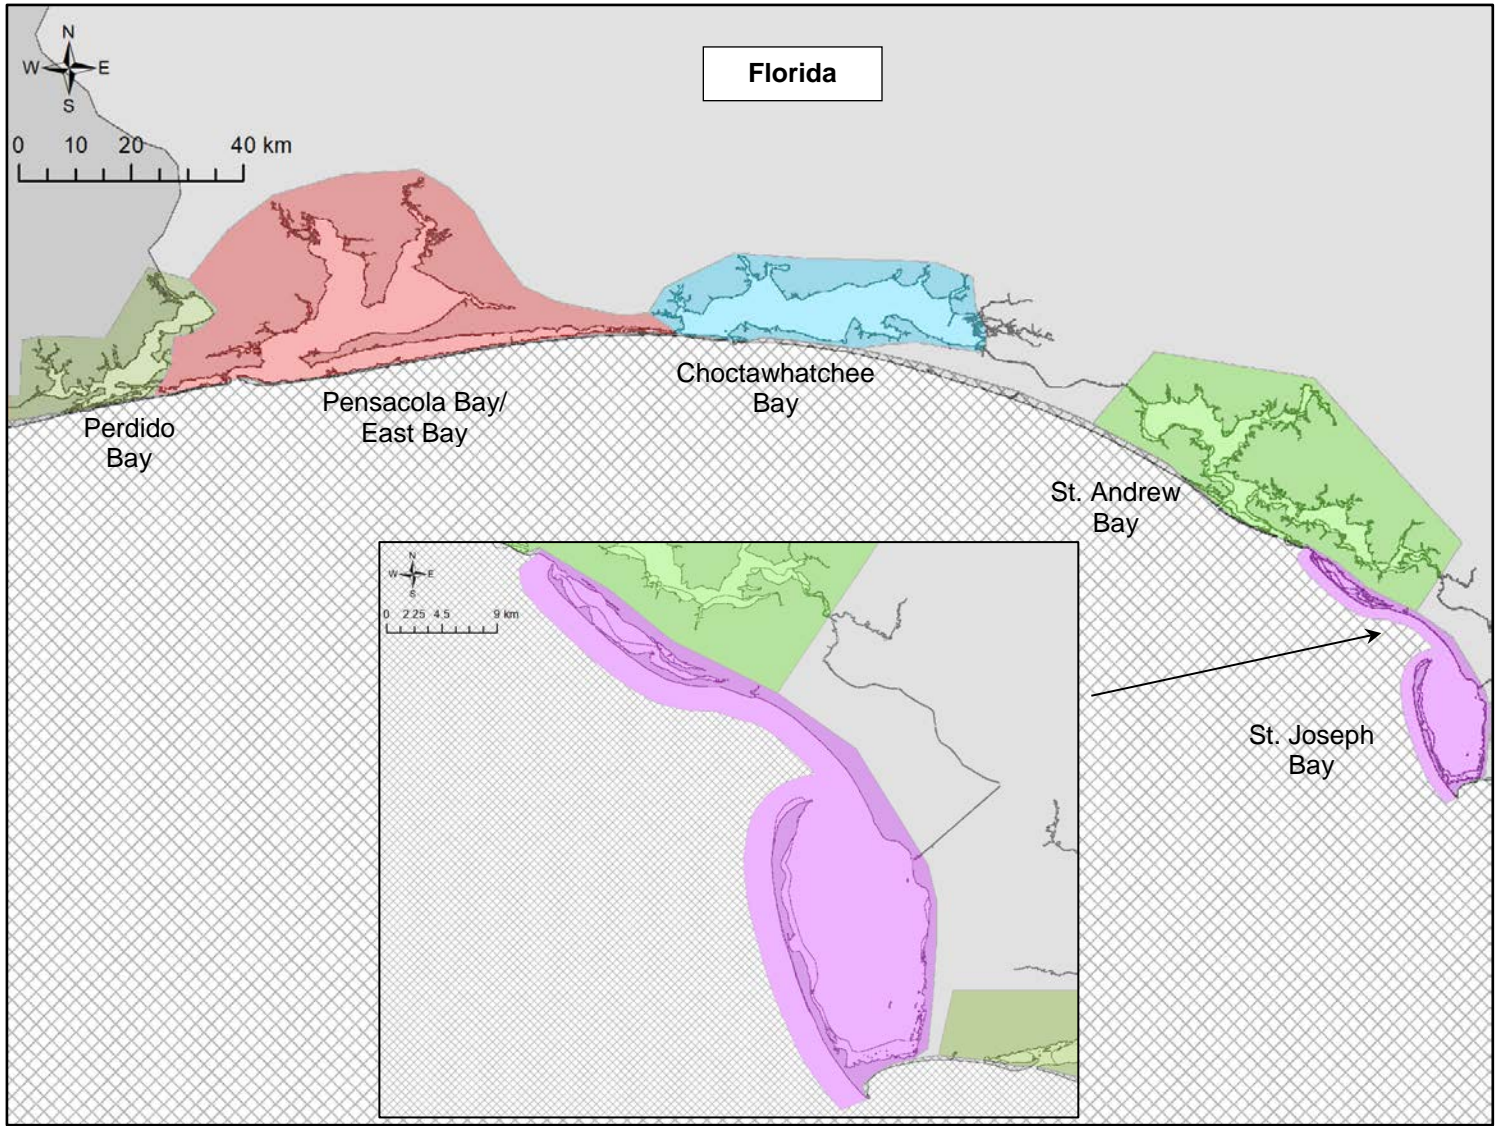 Florida
N
W E
S
0 10 20 40 km
Perdido
Bay
Pensacola Bay/
East Bay
Choctawhatchee
Bay
St. Andrew
Bay
St. Joseph
Bay
N
W E
S
0 2.25 4.5 9 km